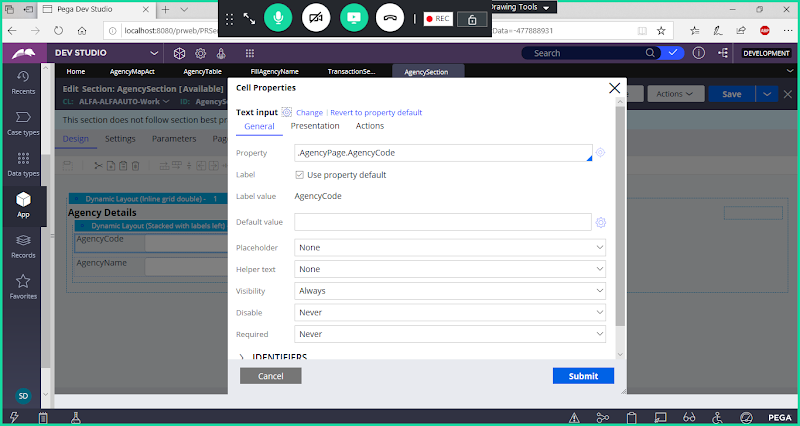 Pega Dev Studio
REC
Drawing Tools
localhost:8080/prweb/PRSer
Data=-477888931
ABP
DEV STUDIO
Search
DEVELOPMENT
Home
AgencyMapAct
AgencyTable
FillAgencyName
TransactionSe...
AgencySection
Recents
Case types
Data types
App
Records
Favorites
SD
Edit Section: AgencySection [Available]
CL: ALFA-ALFAAUTO-Work
ID: AgencyS
Actions
Save
This section does not follow section best pr
Design
Settings
Parameters
Pag
Dynamic Layout (Inline grid double) - 1
Agency Details
Dynamic Layout (Stacked with labels left)
AgencyCode
AgencyName
Cell Properties
Text input
Change | Revert to property default
General
Presentation
Actions
Property
.AgencyPage.AgencyCode
Label
Use property default
Label value
AgencyCode
Default value
Placeholder
None
Helper text
None
Visibility
Always
Disable
Never
Required
Never
IDENTIFIERS
Cancel
Submit
PEGA